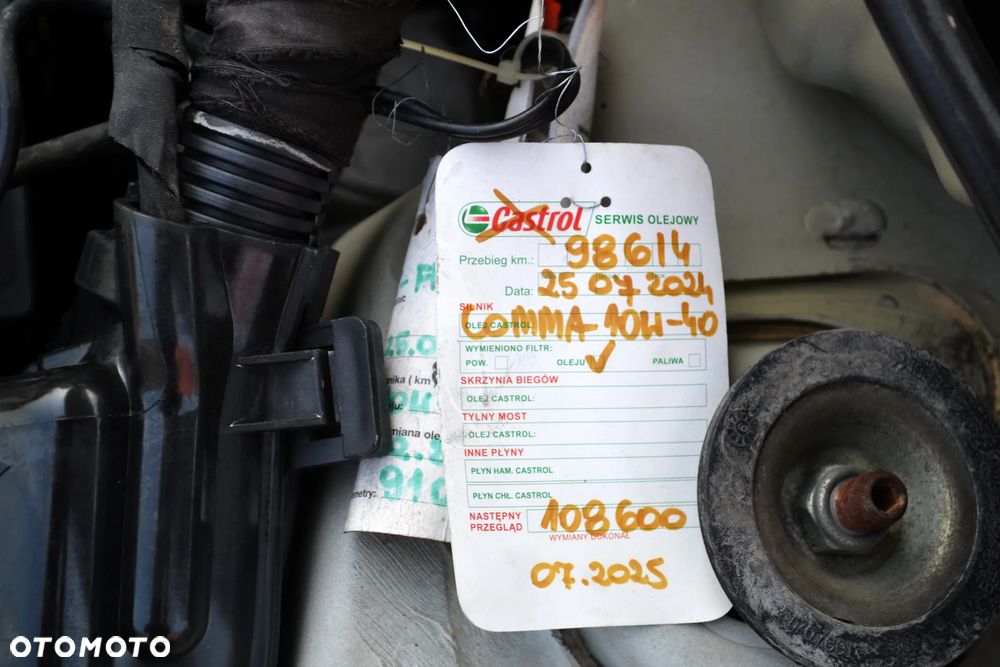 Castrol SERWIS OLEJOWY
Przebieg km.: 98614
Data: 25 07 2024
SILNIK
OLEJ CASTROL: COMMA 10W-40
WYMIENIONO FILTR:
POW. OLEJU ✓ PALIWA
SKRZYNIA BIEGÓW
OLEJ CASTROL:
TYLNY MOST
OLEJ CASTROL:
INNE PŁYNY
PŁYN HAM. CASTROL
PŁYN CHŁ. CASTROL
NASTĘPNY
PRZEGLĄD 108600
WYMIANY DOKONAŁ
07.2025
OTOMOTO